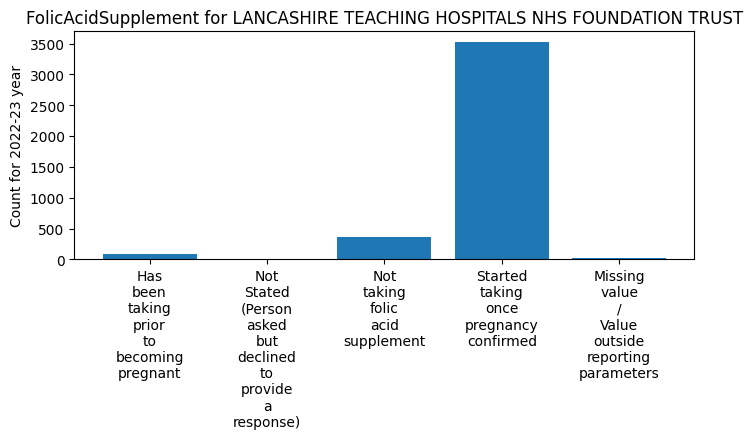 FolicAcidSupplement for LANCASHIRE TEACHING HOSPITALS NHS FOUNDATION TRUST
Count for 2022-23 year
3500
3000
2500
2000
1500
1000
500
0
Has
been
taking
prior
to
becoming
pregnant
Not
Stated
(Person
asked
but
declined
to
provide
a
response)
Not
taking
folic
acid
supplement
Started
taking
once
pregnancy
confirmed
Missing
value
/
Value
outside
reporting
parameters